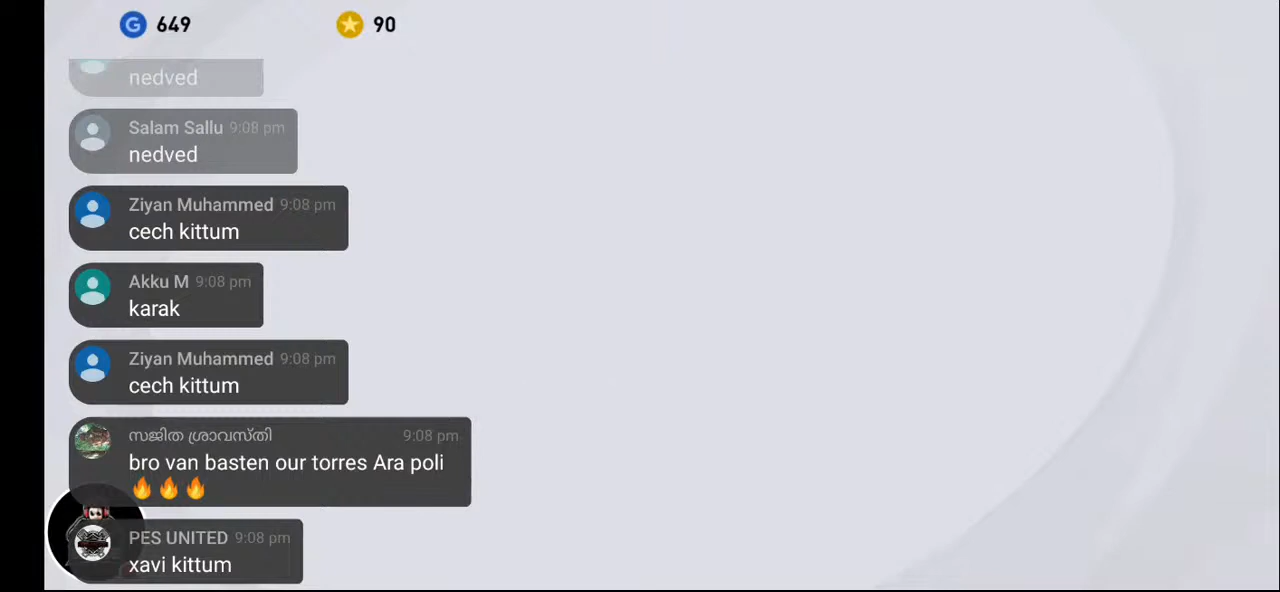 G 649
90
nedved
Salam Sallu 9:08 pm
nedved
Ziyan Muhammed 9:08 pm
cech kittum
Akku M 9:08 pm
karak
Ziyan Muhammed 9:08 pm
cech kittum
സജിത ശ്രാവസ്തി 9:08 pm
bro van basten our torres Ara poli
🔥🔥🔥
PES UNITED 9:08 pm
xavi kittum